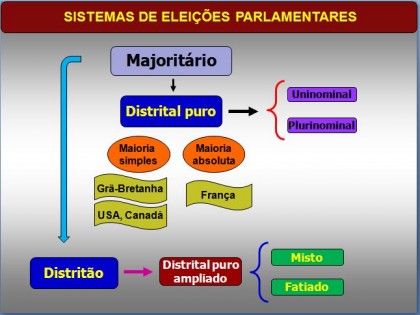 SISTEMAS DE ELEIÇÕES PARLAMENTARES
Majoritário
Distrital puro
Uninominal
Plurinominal
Maioria
simples
Maioria
absoluta
Grã-Bretanha
USA, Canadá
França
Distritão
Distrital puro
ampliado
Misto
Fatiado